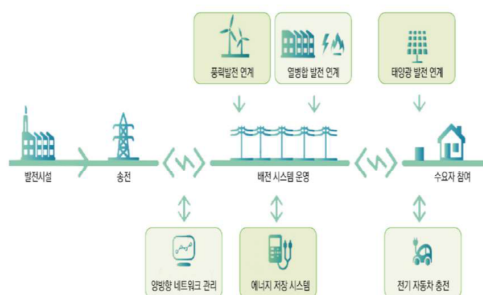 풍력발전 연계
열병합 발전 연계
태양광 발전 연계
발전시설
송전
배전 시스템 운영
수요자 참여
양방향 네트워크 관리
에너지 저장 시스템
전기 자동차 충전